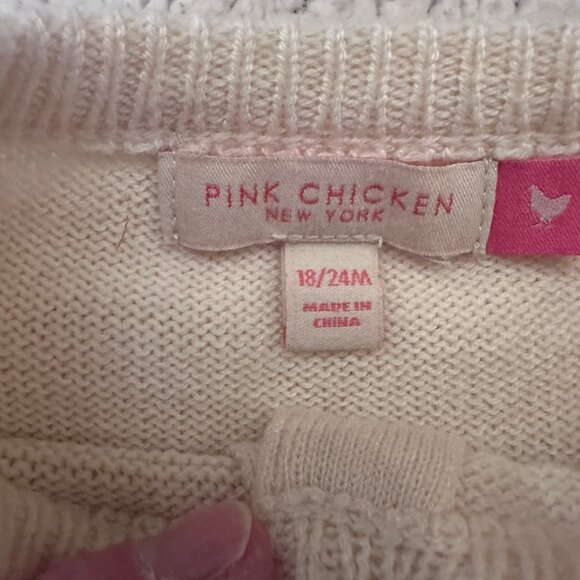 PINK CHICKEN
NEW YORK
18/24M
MADE IN
CHINA